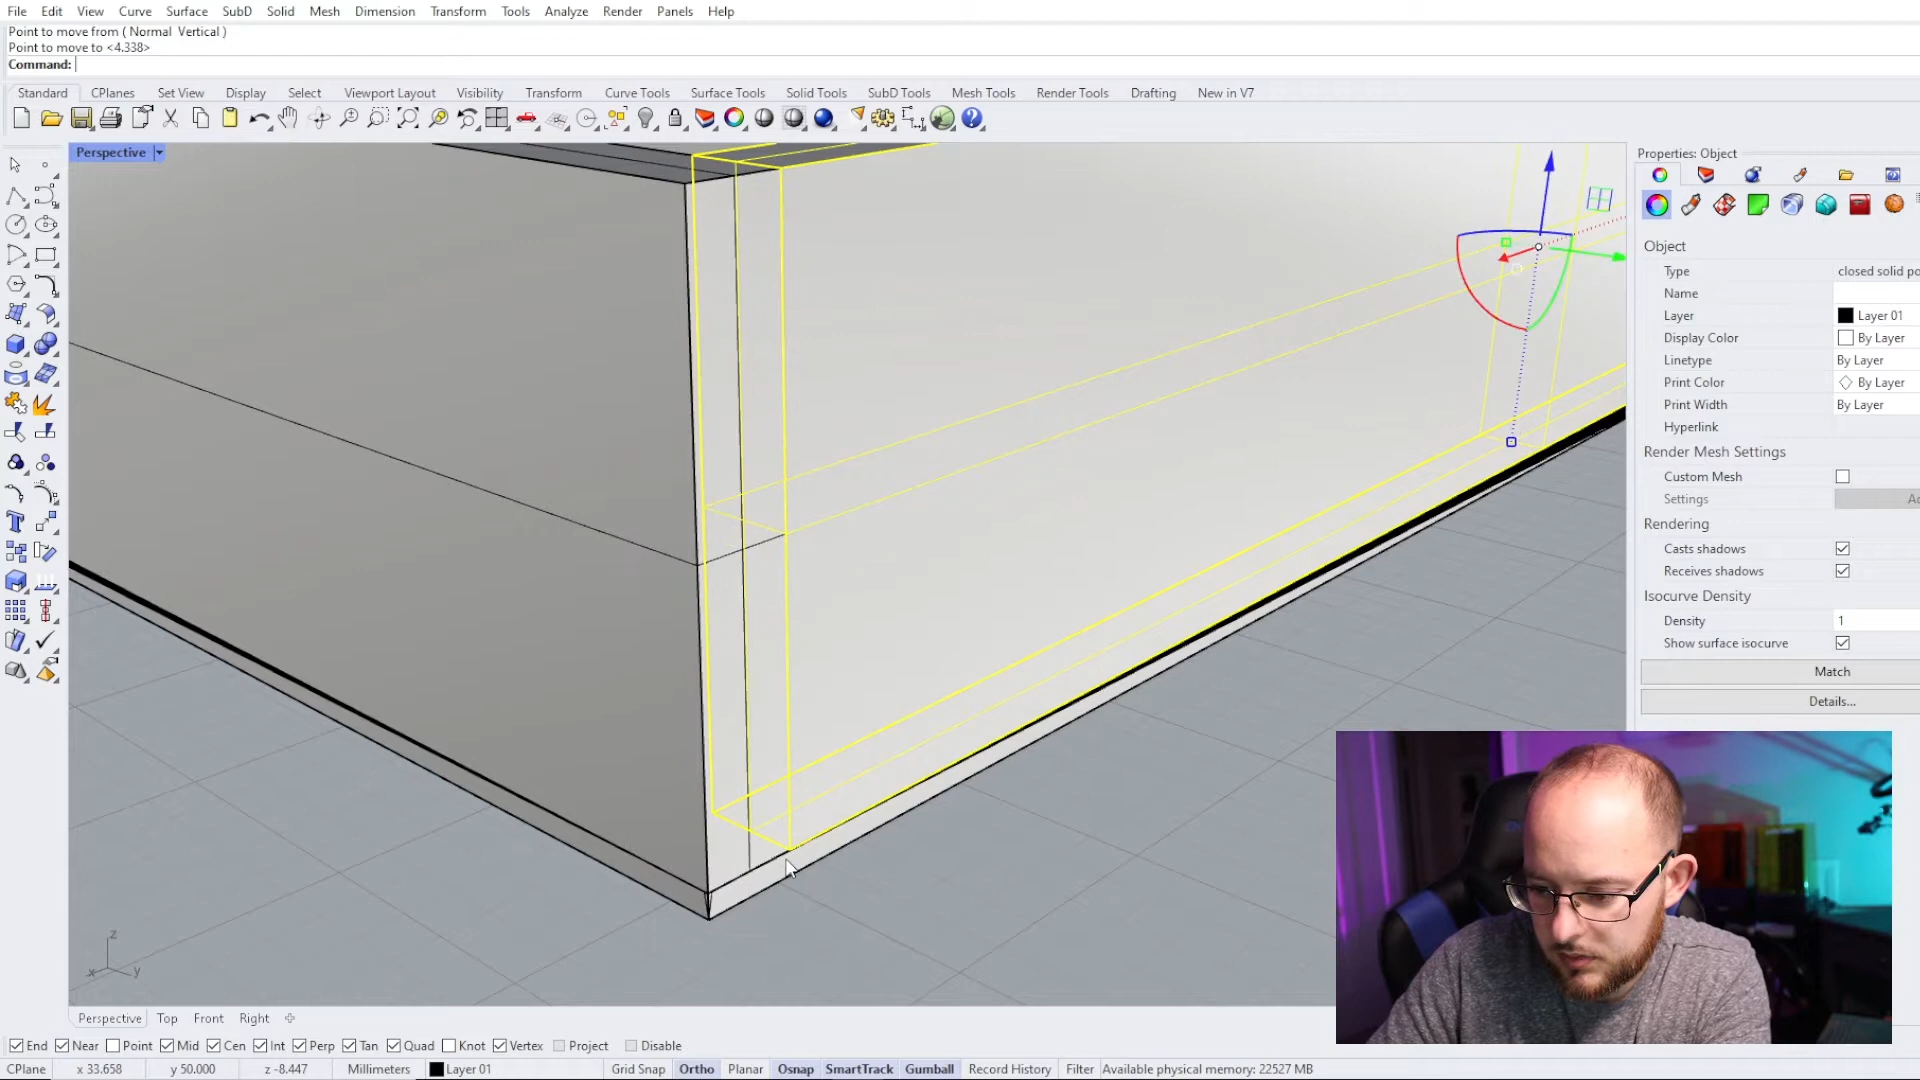 File Edit View Curve Surface SubD Solid Mesh Dimension Transform Tools Analyze Render Panels Help
Point to move from ( Normal Vertical )
Point to move to <4.338>
Command:
Standard CPlanes Set View Display Select Viewport Layout Visibility Transform Curve Tools Surface Tools Solid Tools SubD Tools Mesh Tools Render Tools Drafting New in V7
Perspective
Properties: Object
Object
Type closed solid po
Name
Layer Layer 01
Display Color By Layer
Linetype By Layer
Print Color By Layer
Print Width By Layer
Hyperlink
Render Mesh Settings
Custom Mesh
Settings A
Rendering
Casts shadows
Receives shadows
Isocurve Density
Density 1
Show surface isocurve
Match
Details...
z
x y
Perspective Top Front Right
End Near Point Mid Cen Int Perp Tan Quad Knot Vertex Project Disable
CPlane x 33.658 y 50.000 z -8.447 Millimeters Layer 01 Grid Snap Ortho Planar Osnap SmartTrack Gumball Record History Filter Available physical memory: 22527 MB